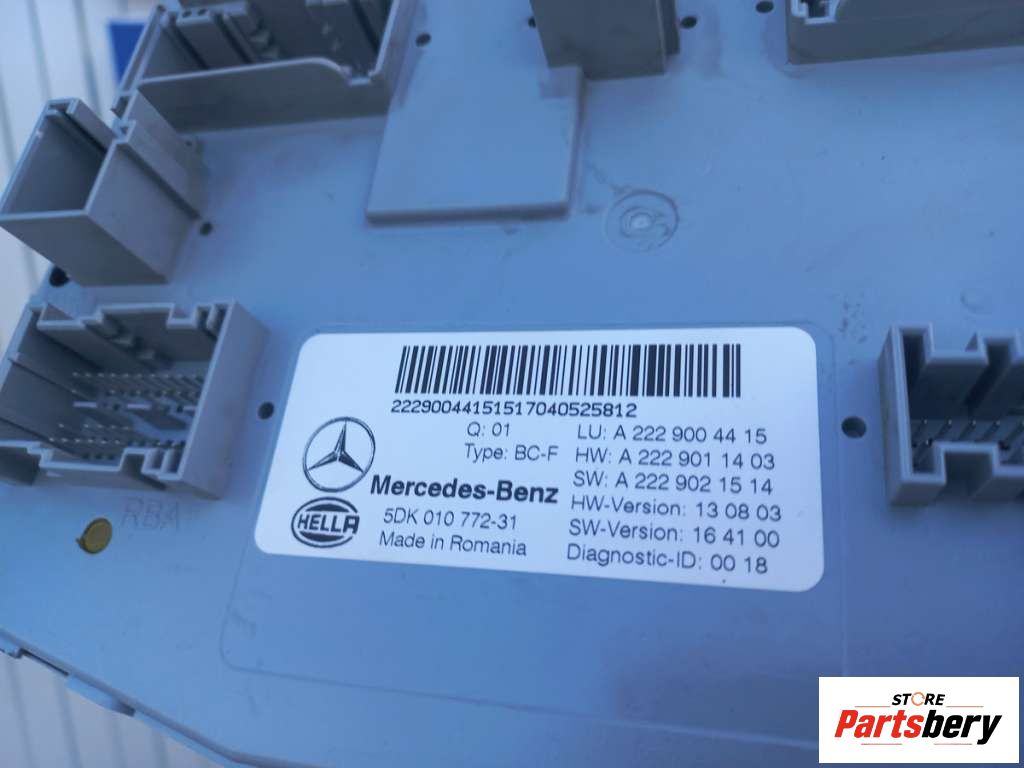 22290044151517040525812
Q: 01
Type: BC-F
LU: A 222 900 44 15
HW: A 222 901 14 03
SW: A 222 902 15 14
HW-Version: 13 08 03
SW-Version: 16 41 00
Diagnostic-ID: 00 18
Mercedes-Benz
HELLA
5DK 010 772-31
Made in Romania
RBA
STORE
Partsbery